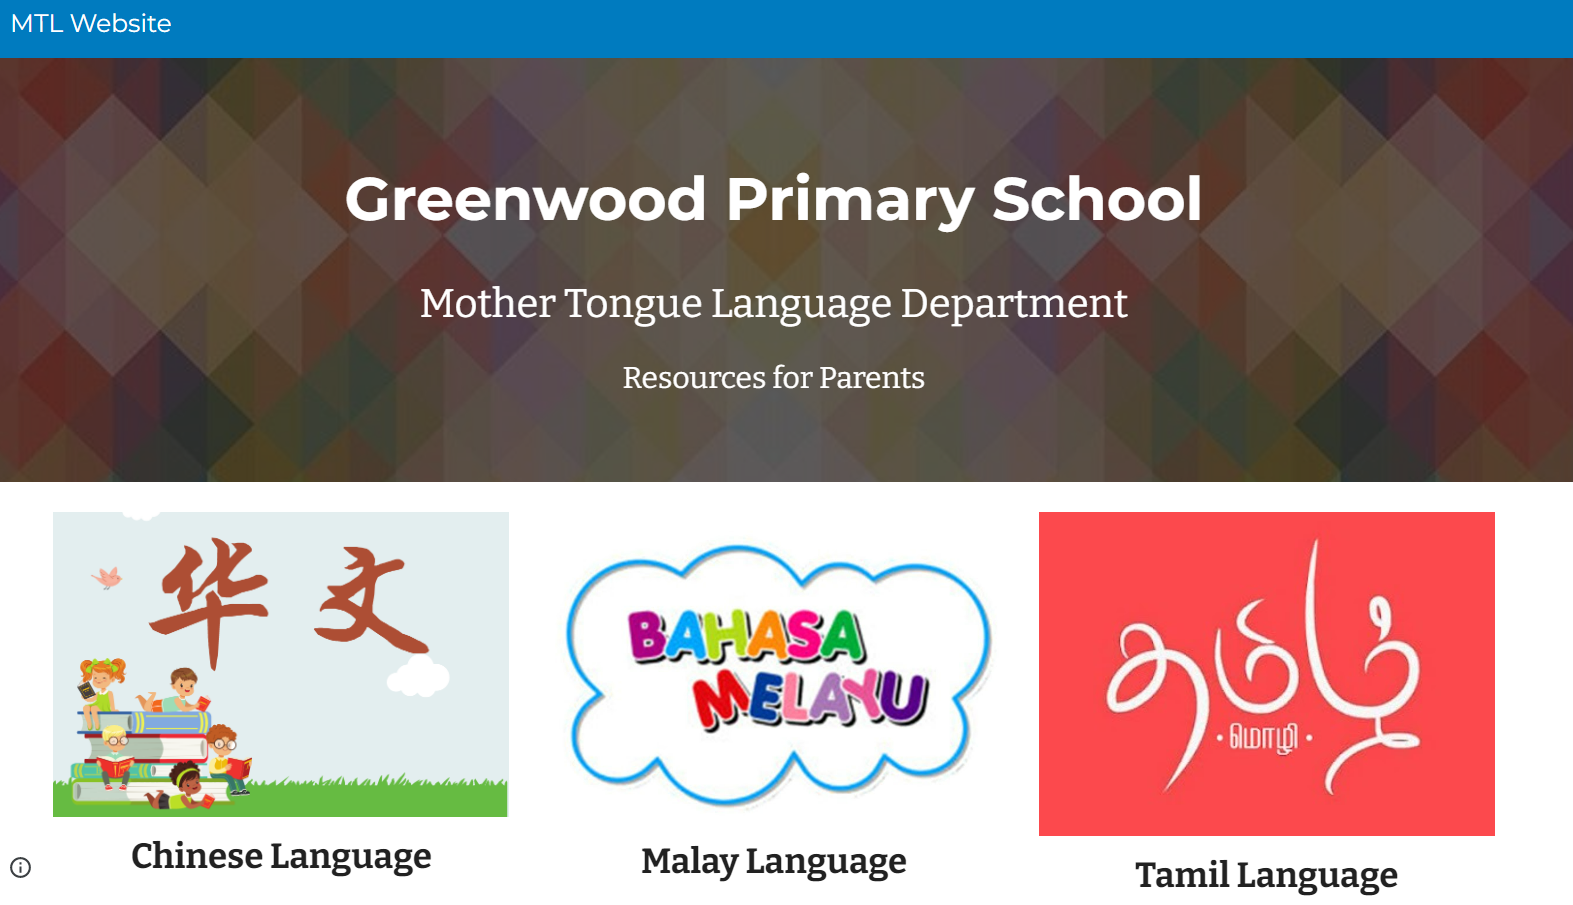 MTL Website
Greenwood Primary School
Mother Tongue Language Department
Resources for Parents
华文
BAHASA
MELAYU
தமிழ்
• மொழி •
Chinese Language
Malay Language
Tamil Language